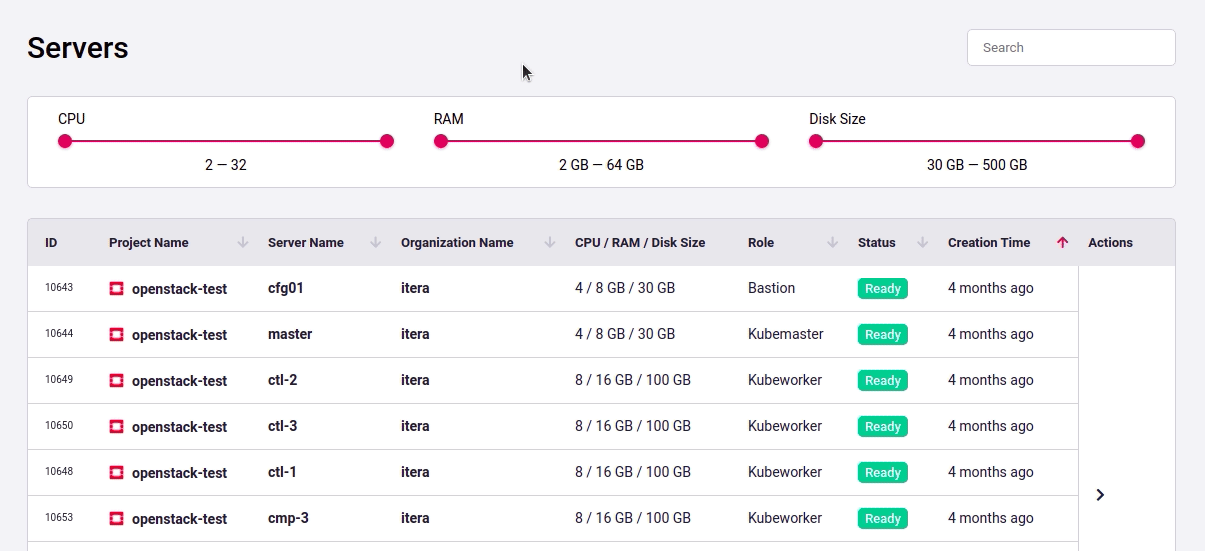 Servers
Search
CPU RAM Disk Size
2 — 32 2 GB — 64 GB 30 GB — 500 GB
ID Project Name Server Name Organization Name CPU / RAM / Disk Size Role Status Creation Time Actions
10643 openstack-test cfg01 itera 4 / 8 GB / 30 GB Bastion Ready 4 months ago
10644 openstack-test master itera 4 / 8 GB / 30 GB Kubemaster Ready 4 months ago
10649 openstack-test ctl-2 itera 8 / 16 GB / 100 GB Kubeworker Ready 4 months ago
10650 openstack-test ctl-3 itera 8 / 16 GB / 100 GB Kubeworker Ready 4 months ago
10648 openstack-test ctl-1 itera 8 / 16 GB / 100 GB Kubeworker Ready 4 months ago
10653 openstack-test cmp-3 itera 8 / 16 GB / 100 GB Kubeworker Ready 4 months ago